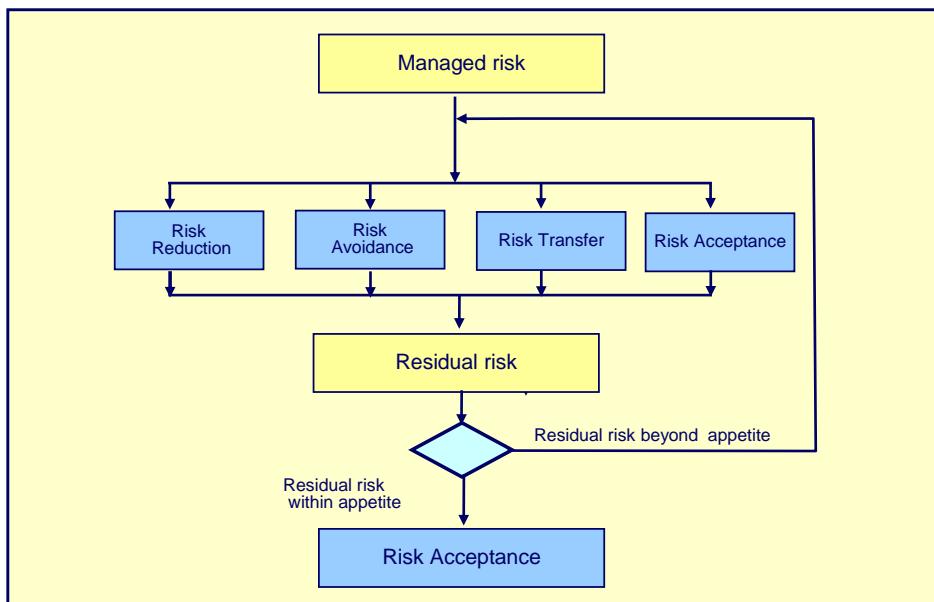 Managed risk
Risk
Reduction
Risk
Avoidance
Risk Transfer
Risk Acceptance
Residual risk
Residual risk beyond appetite
Residual risk
within appetite
Risk Acceptance